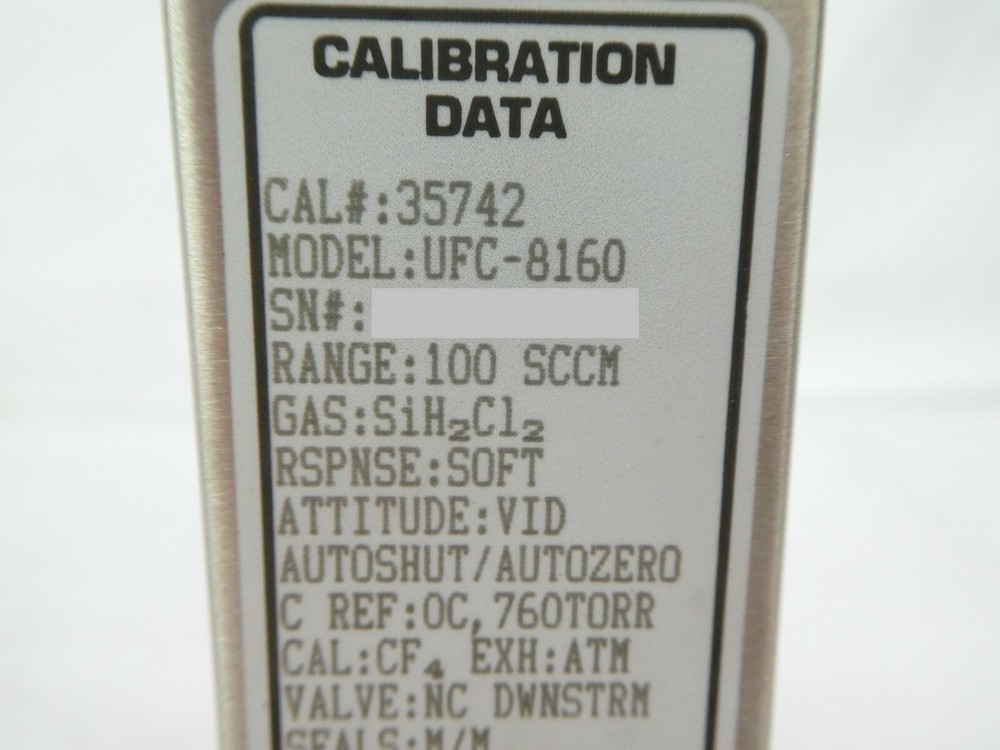 CALIBRATION
DATA
CAL#:35742
MODEL:UFC-8160
SN#:
RANGE:100 SCCM
GAS:SiH₂Cl₂
RSPNSE:SOFT
ATTITUDE:VID
AUTOSHUT/AUTOZERO
C REF:0C,760TORR
CAL:CF₄ EXH:ATM
VALVE:NC DWNSTRM
SEALS:M/M